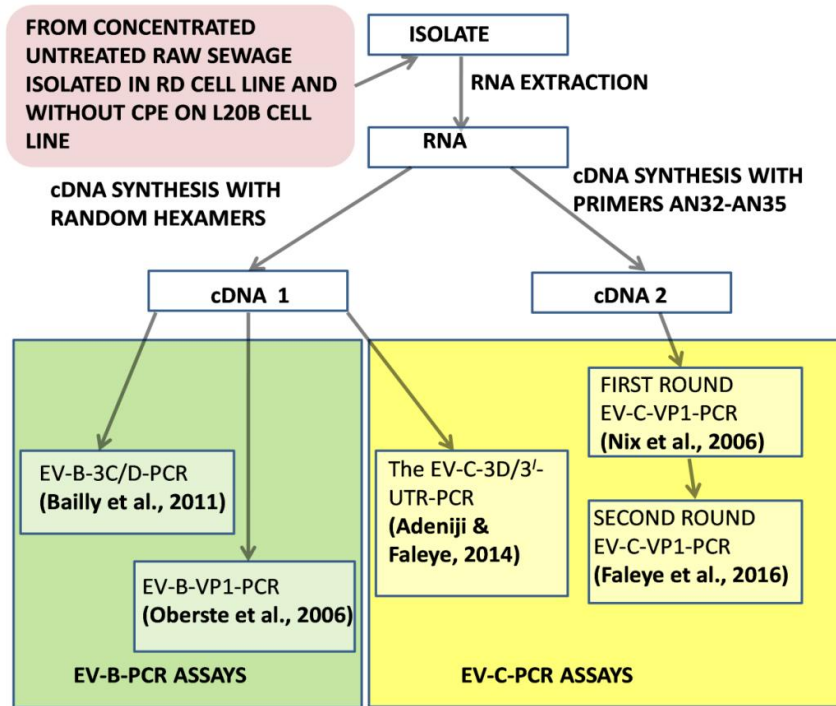 FROM CONCENTRATED
UNTREATED RAW SEWAGE
ISOLATED IN RD CELL LINE AND
WITHOUT CPE ON L20B CELL
LINE
ISOLATE
RNA EXTRACTION
RNA
cDNA SYNTHESIS WITH
RANDOM HEXAMERS
cDNA SYNTHESIS WITH
PRIMERS AN32-AN35
cDNA 1
cDNA 2
EV-B-3C/D-PCR
(Bailly et al., 2011)
EV-B-VP1-PCR
(Oberste et al., 2006)
EV-B-PCR ASSAYS
The EV-C-3D/3ˡ-
UTR-PCR
(Adeniji &
Faleye, 2014)
FIRST ROUND
EV-C-VP1-PCR
(Nix et al., 2006)
SECOND ROUND
EV-C-VP1-PCR
(Faleye et al., 2016)
EV-C-PCR ASSAYS